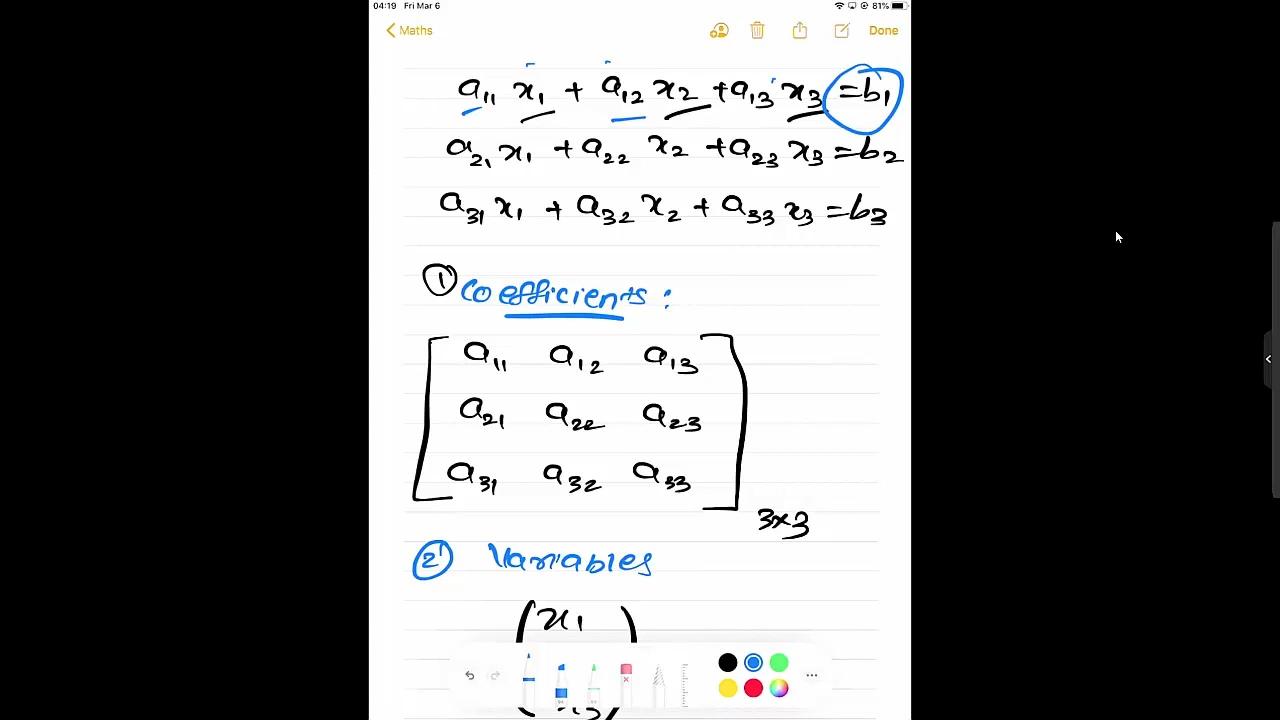 04:19 Fri Mar 6 81%
Maths Done
a11 x1 + a12 x2 + a13 x3 = b1
a21 x1 + a22 x2 + a23 x3 = b2
a31 x1 + a32 x2 + a33 x3 = b3
1 Coefficients:
a11 a12 a13
a21 a22 a23
a31 a32 a33
3×3
2 Variables
x1